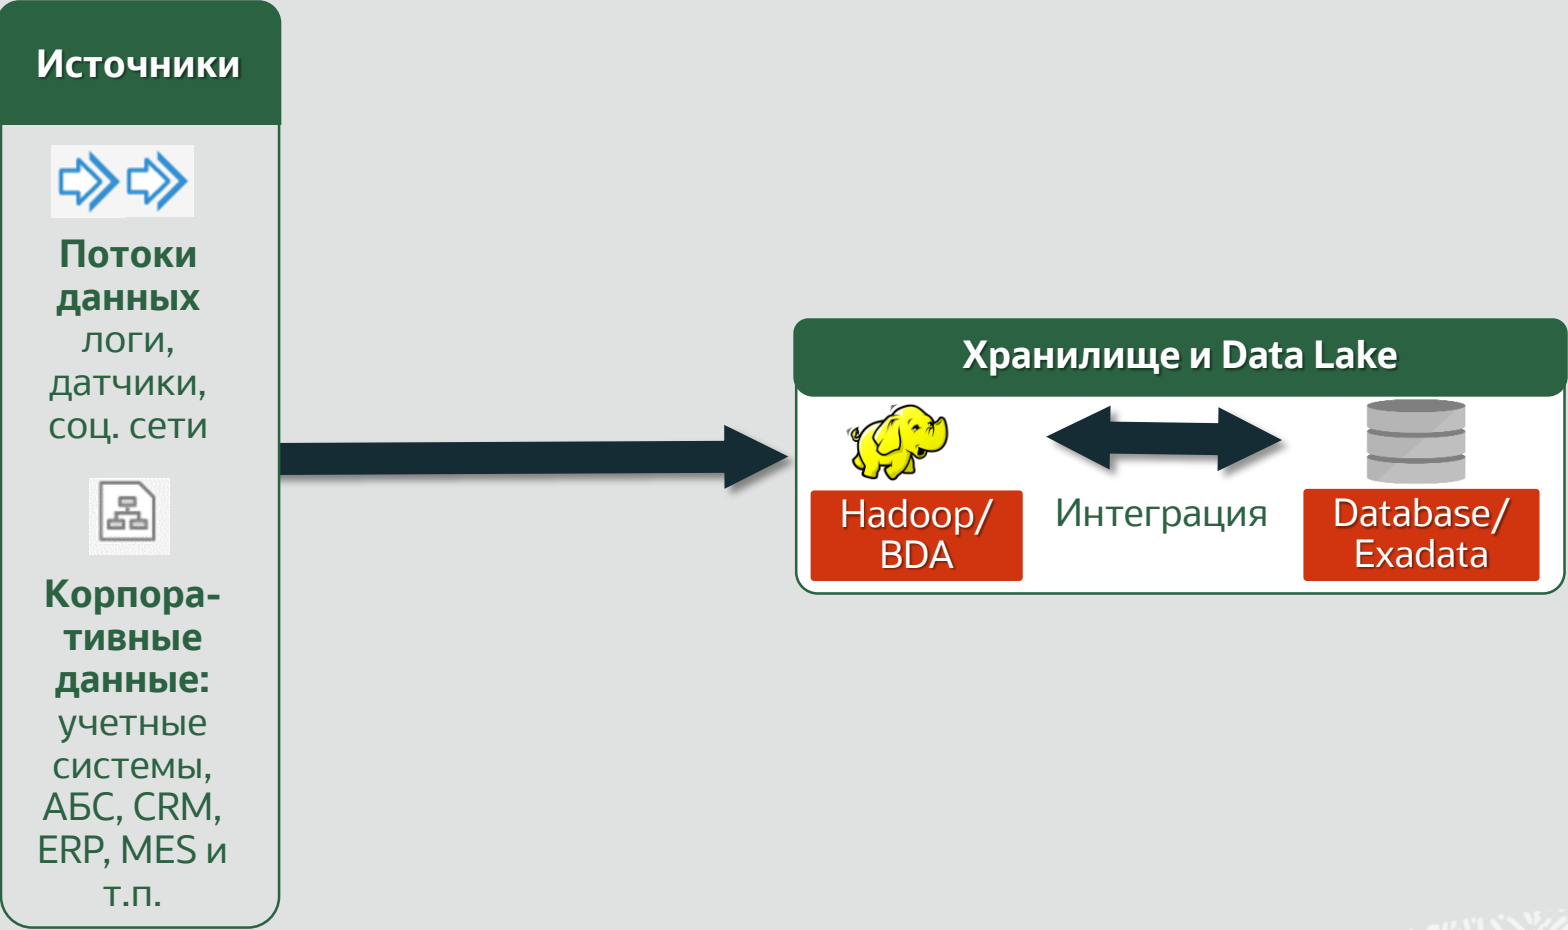 Источники
Потоки
данных
логи,
датчики,
соц. сети
Корпора-
тивные
данные:
учетные
системы,
АБС, CRM,
ERP, MES и
т.п.
Хранилище и Data Lake
Hadoop/
BDA
Интеграция
Database/
Exadata